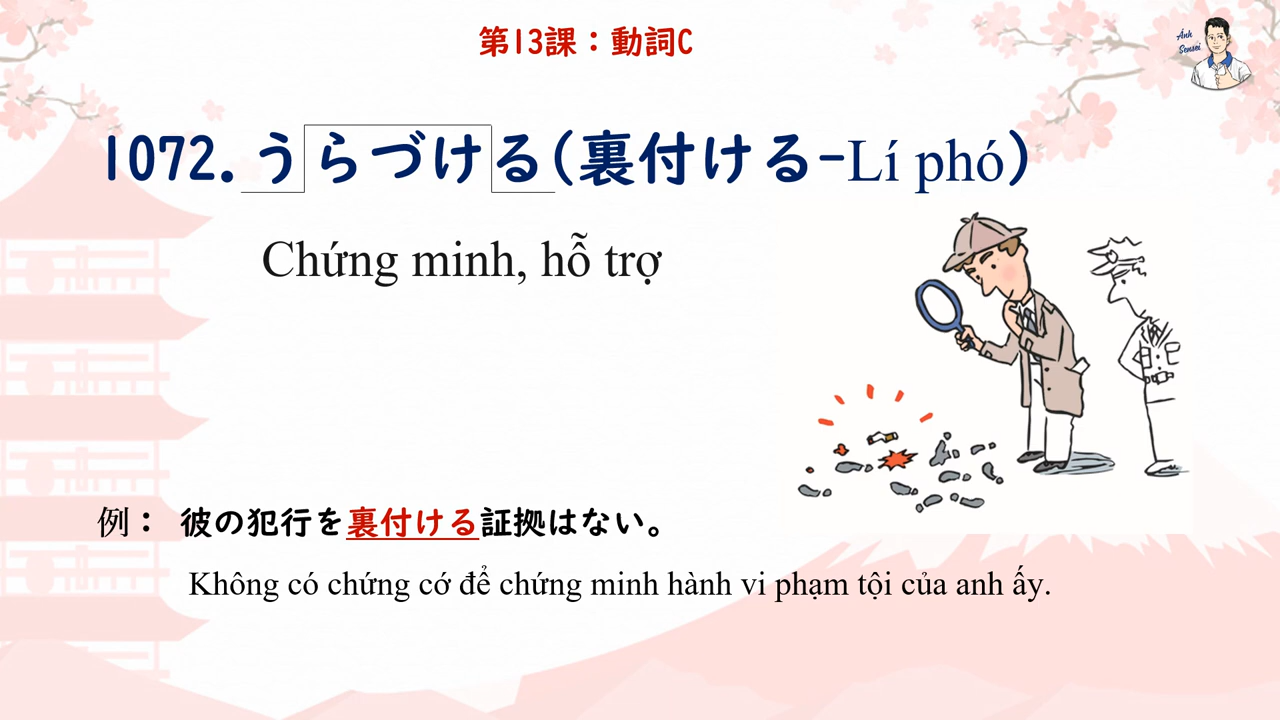 第13課：動詞C
Anh
Sensei
1072.うらづける(裏付ける-Lí phó)
Chứng minh, hỗ trợ
例： 彼の犯行を裏付ける証拠はない。
Không có chứng cớ để chứng minh hành vi phạm tội của anh ấy.